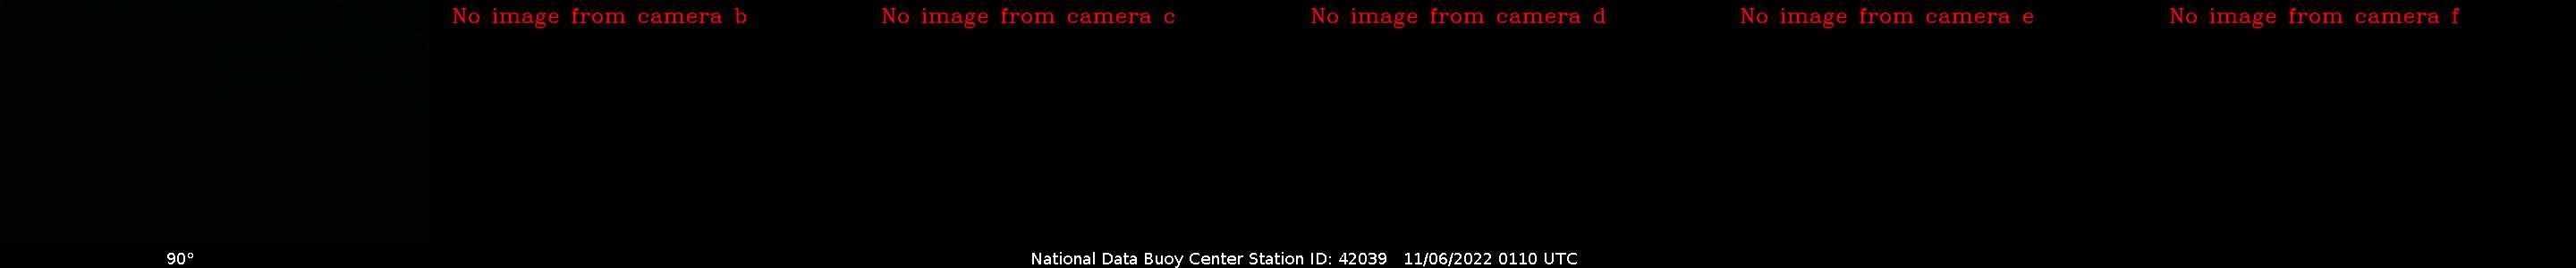 No image from camera b
No image from camera c
No image from camera d
No image from camera e
No image from camera f
90°
National Data Buoy Center Station ID: 42039 11/06/2022 0110 UTC